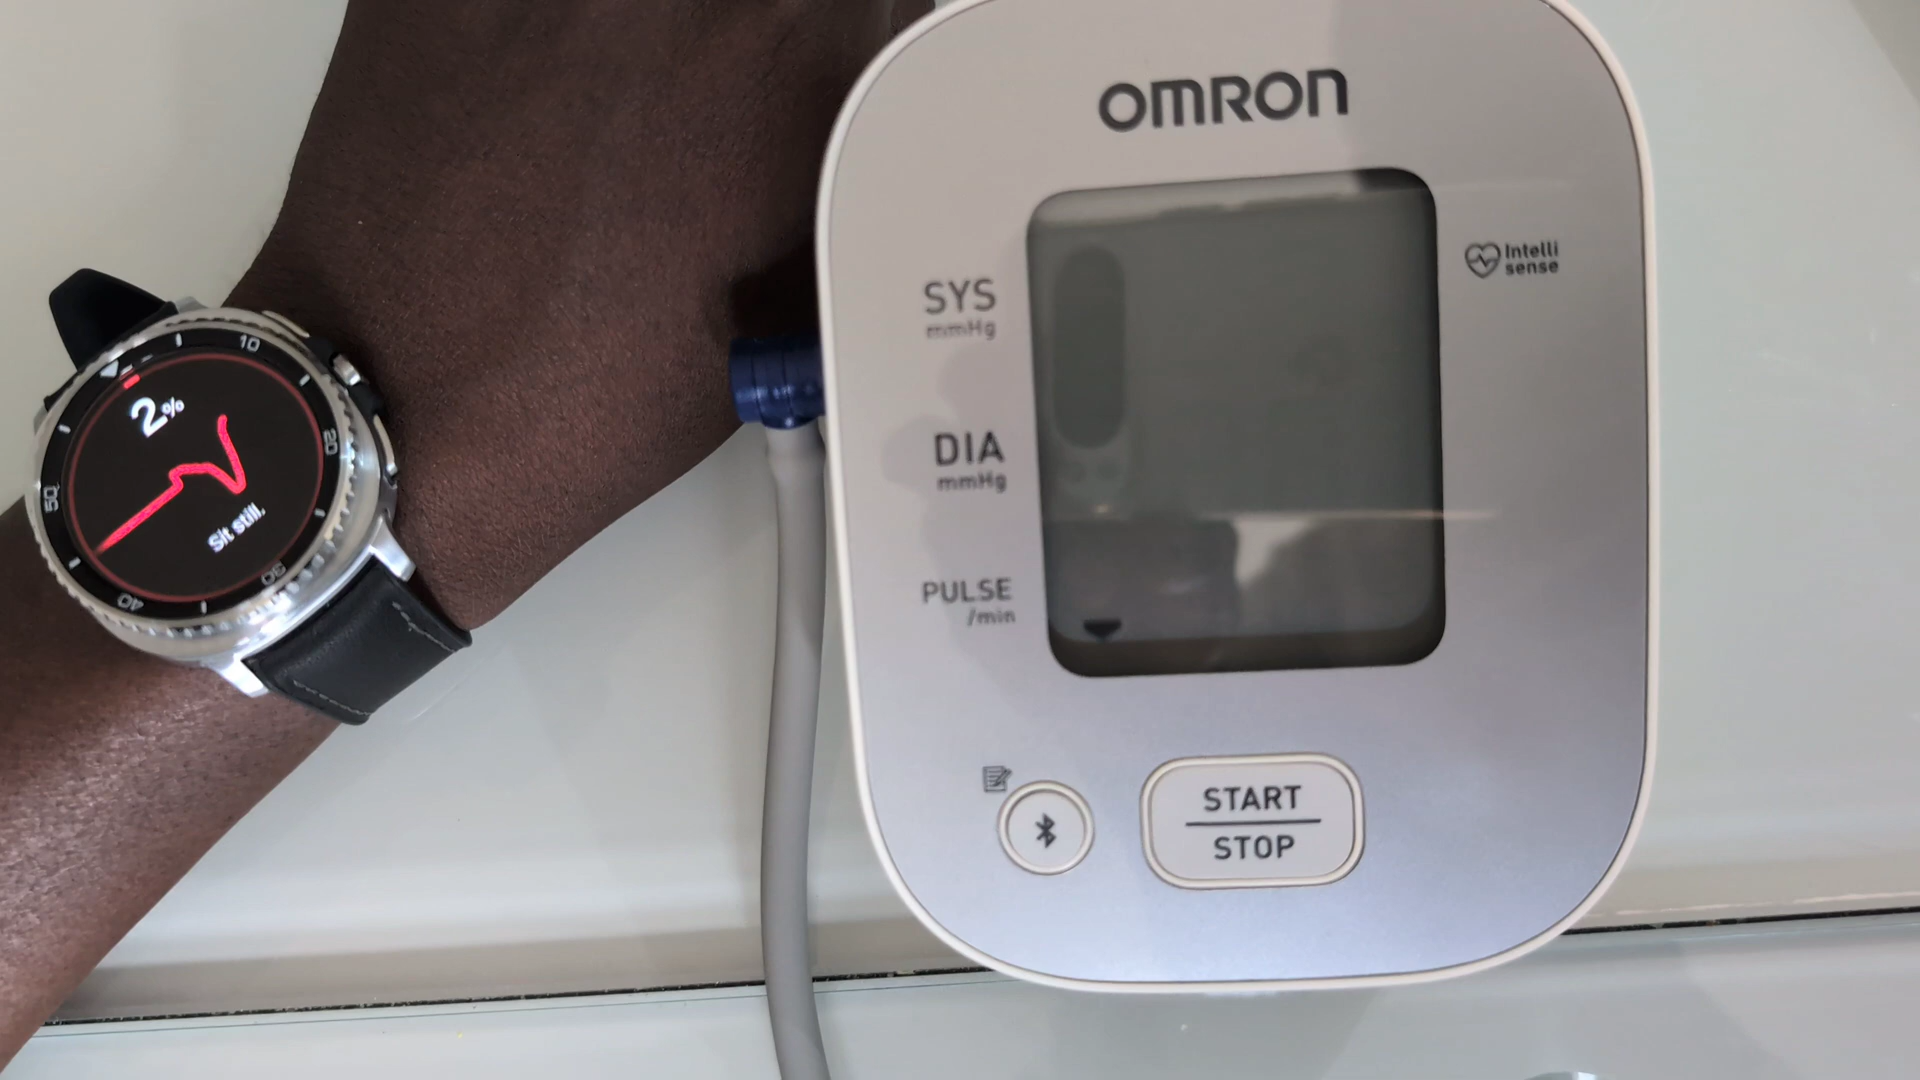 2%
Sit still.
10
20
30
40
50
OMRON
Intelli
sense
SYS
mmHg
DIA
mmHg
PULSE
/min
START
STOP